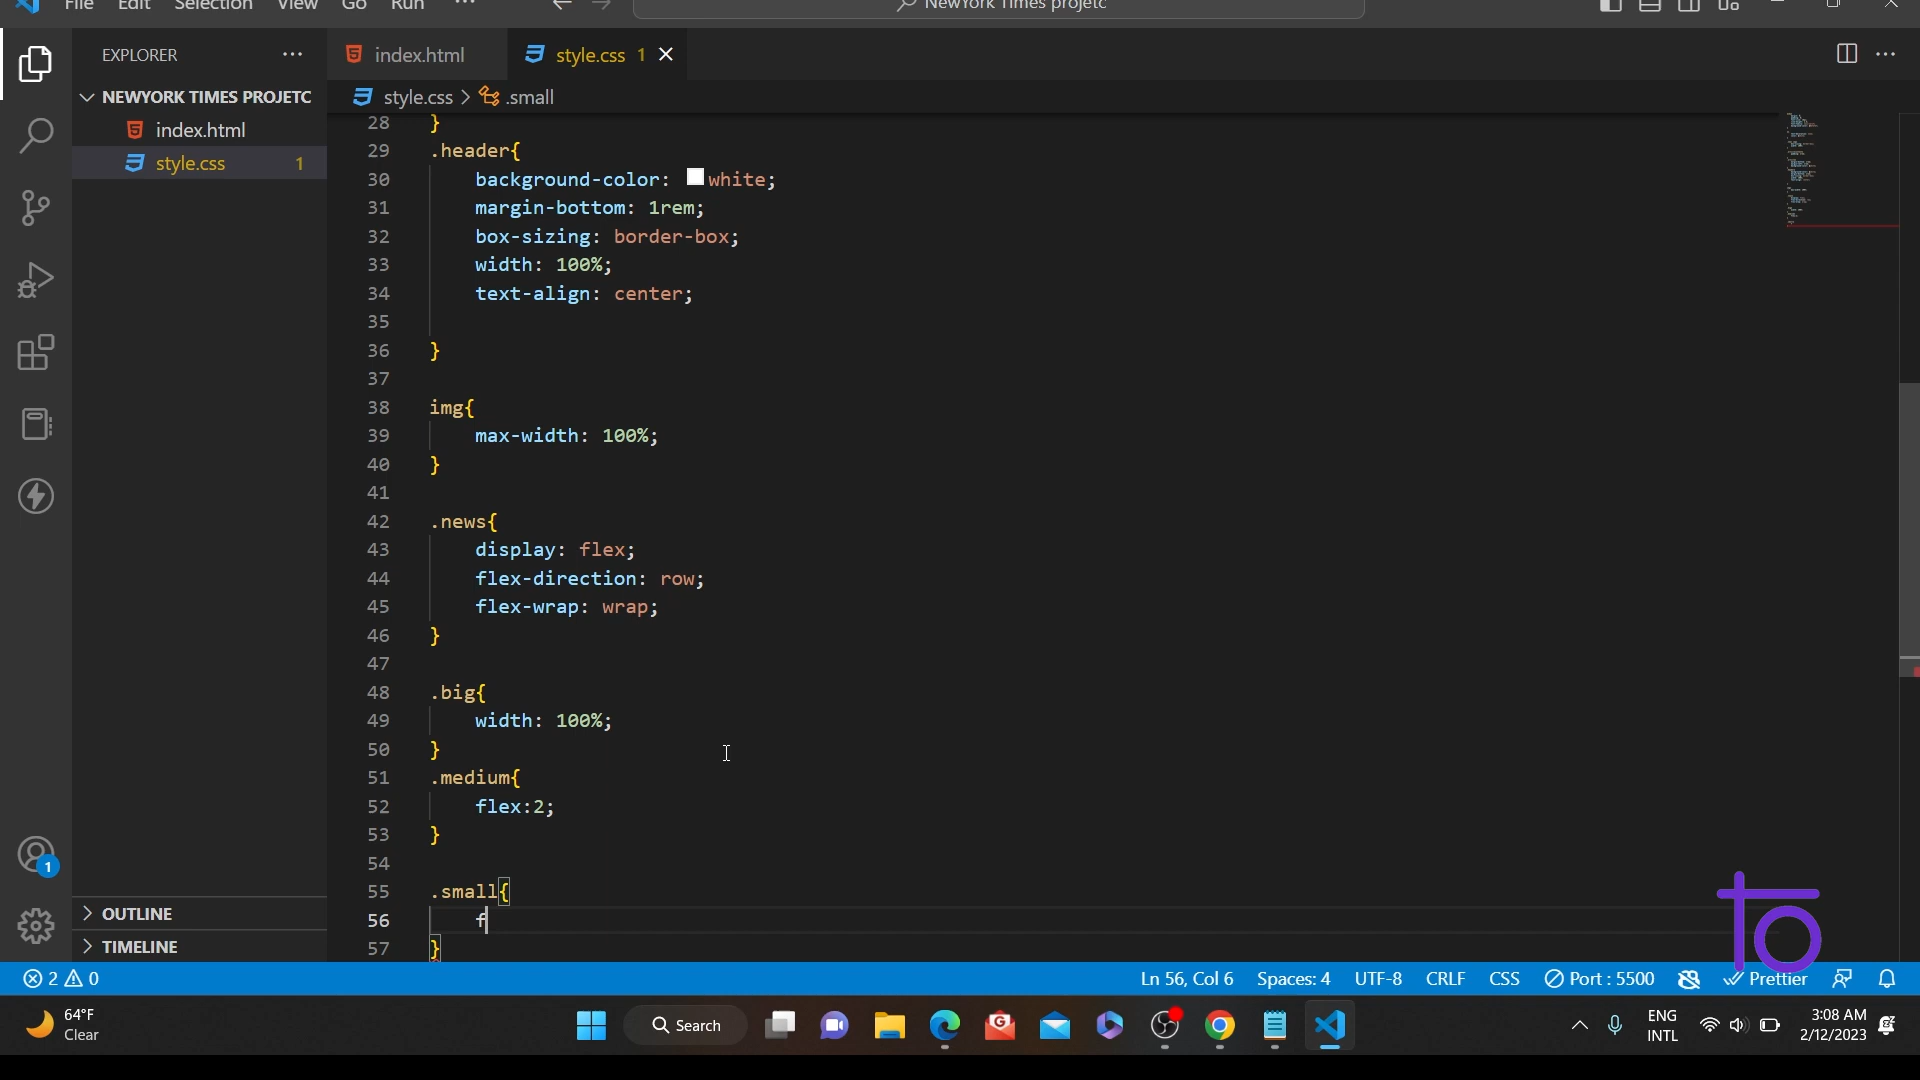 File Edit Selection View Go Run ···
NewYork Times projetc
EXPLORER
NEWYORK TIMES PROJETC
index.html
style.css 1
OUTLINE
TIMELINE
index.html
style.css 1
style.css > .small
28 }
29 .header{
30 background-color: white;
31 margin-bottom: 1rem;
32 box-sizing: border-box;
33 width: 100%;
34 text-align: center;
35
36 }
37
38 img{
39 max-width: 100%;
40 }
41
42 .news{
43 display: flex;
44 flex-direction: row;
45 flex-wrap: wrap;
46 }
47
48 .big{
49 width: 100%;
50 }
51 .medium{
52 flex:2;
53 }
54
55 .small{
56 f
57 }
1
to
2 0 Ln 56, Col 6 Spaces: 4 UTF-8 CRLF CSS Port : 5500 Prettier
64°F
Clear
Search
ENG
INTL
3:08 AM
2/12/2023